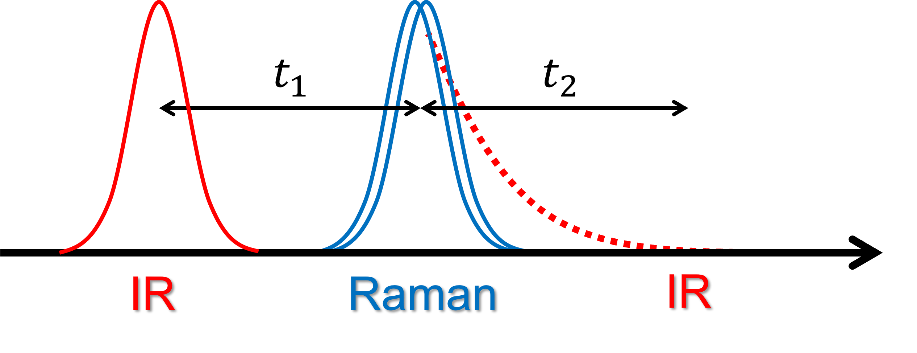 t₁ t₂
IR Raman IR